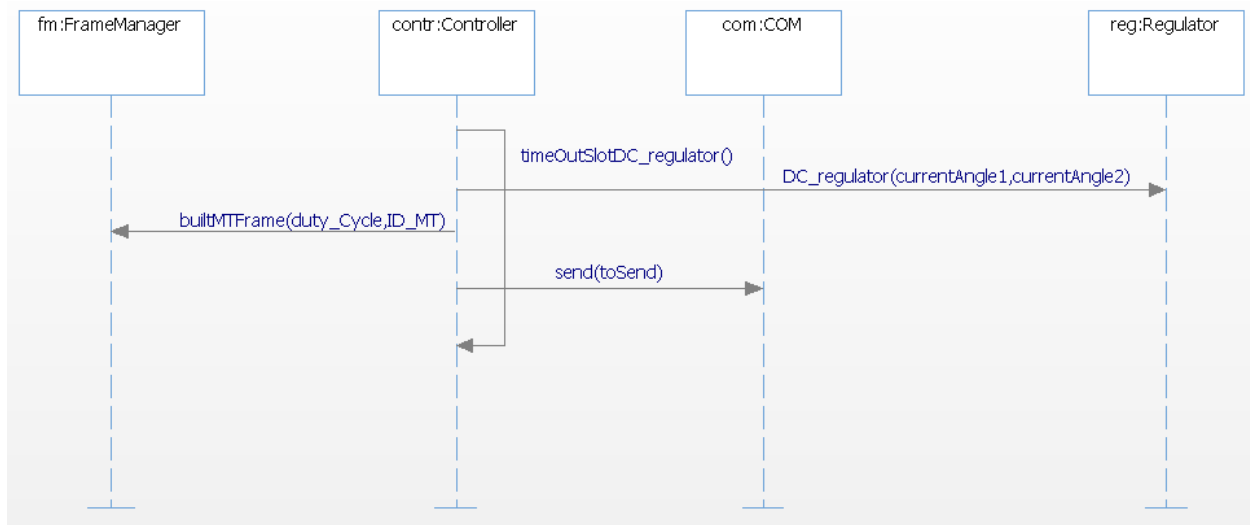 fm:FrameManager
contr:Controller
com:COM
reg:Regulator
timeOutSlotDC_regulator()
DC_regulator(currentAngle1,currentAngle2)
builtMTFrame(duty_Cycle,ID_MT)
send(toSend)